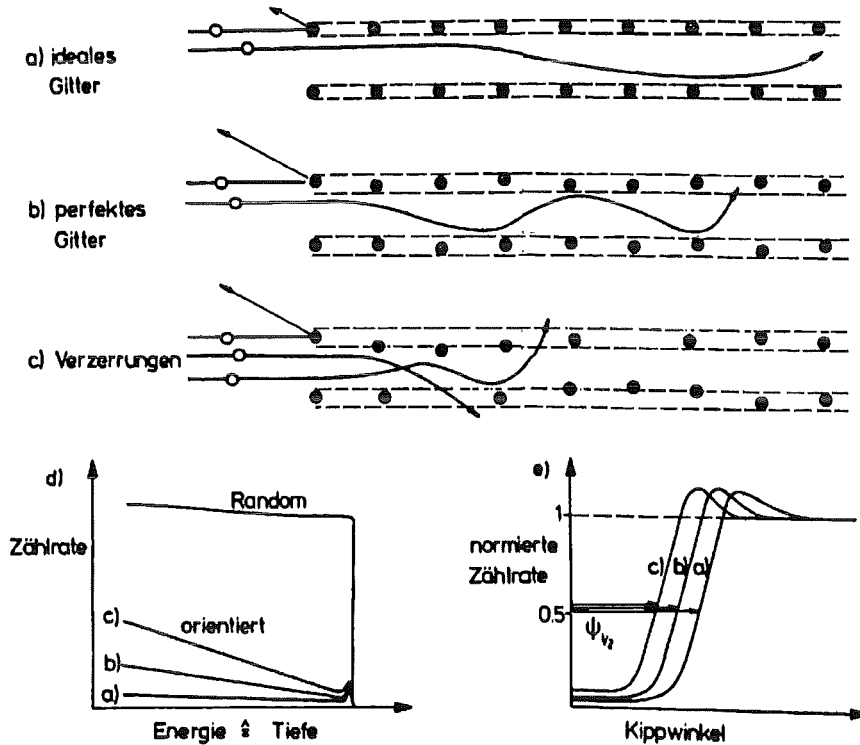 a) ideales
Gitter
b) perfektes
Gitter
c) Verzerrungen
d)
Zählrate
Random
c)
orientiert
b)
a)
Energie ≙ Tiefe
e)
1
normierte
Zählrate
c) b) a)
0.5
Ψ½
Kippwinkel